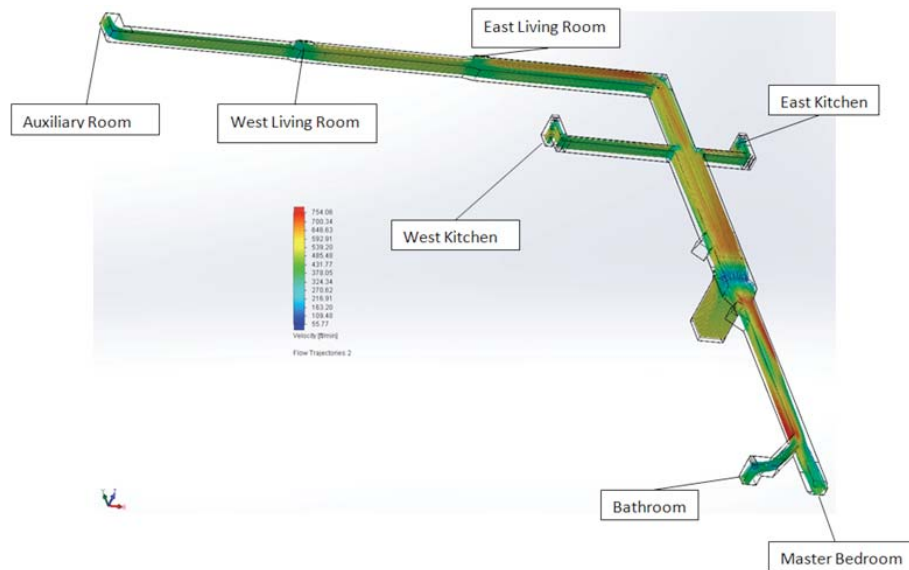 East Living Room
East Kitchen
Auxiliary Room
West Living Room
West Kitchen
754.06
700.34
646.63
592.91
539.20
485.48
431.77
378.05
324.34
270.62
216.91
163.20
109.48
55.77
Velocity [ft/min]
Flow Trajectories 2
Bathroom
Master Bedroom